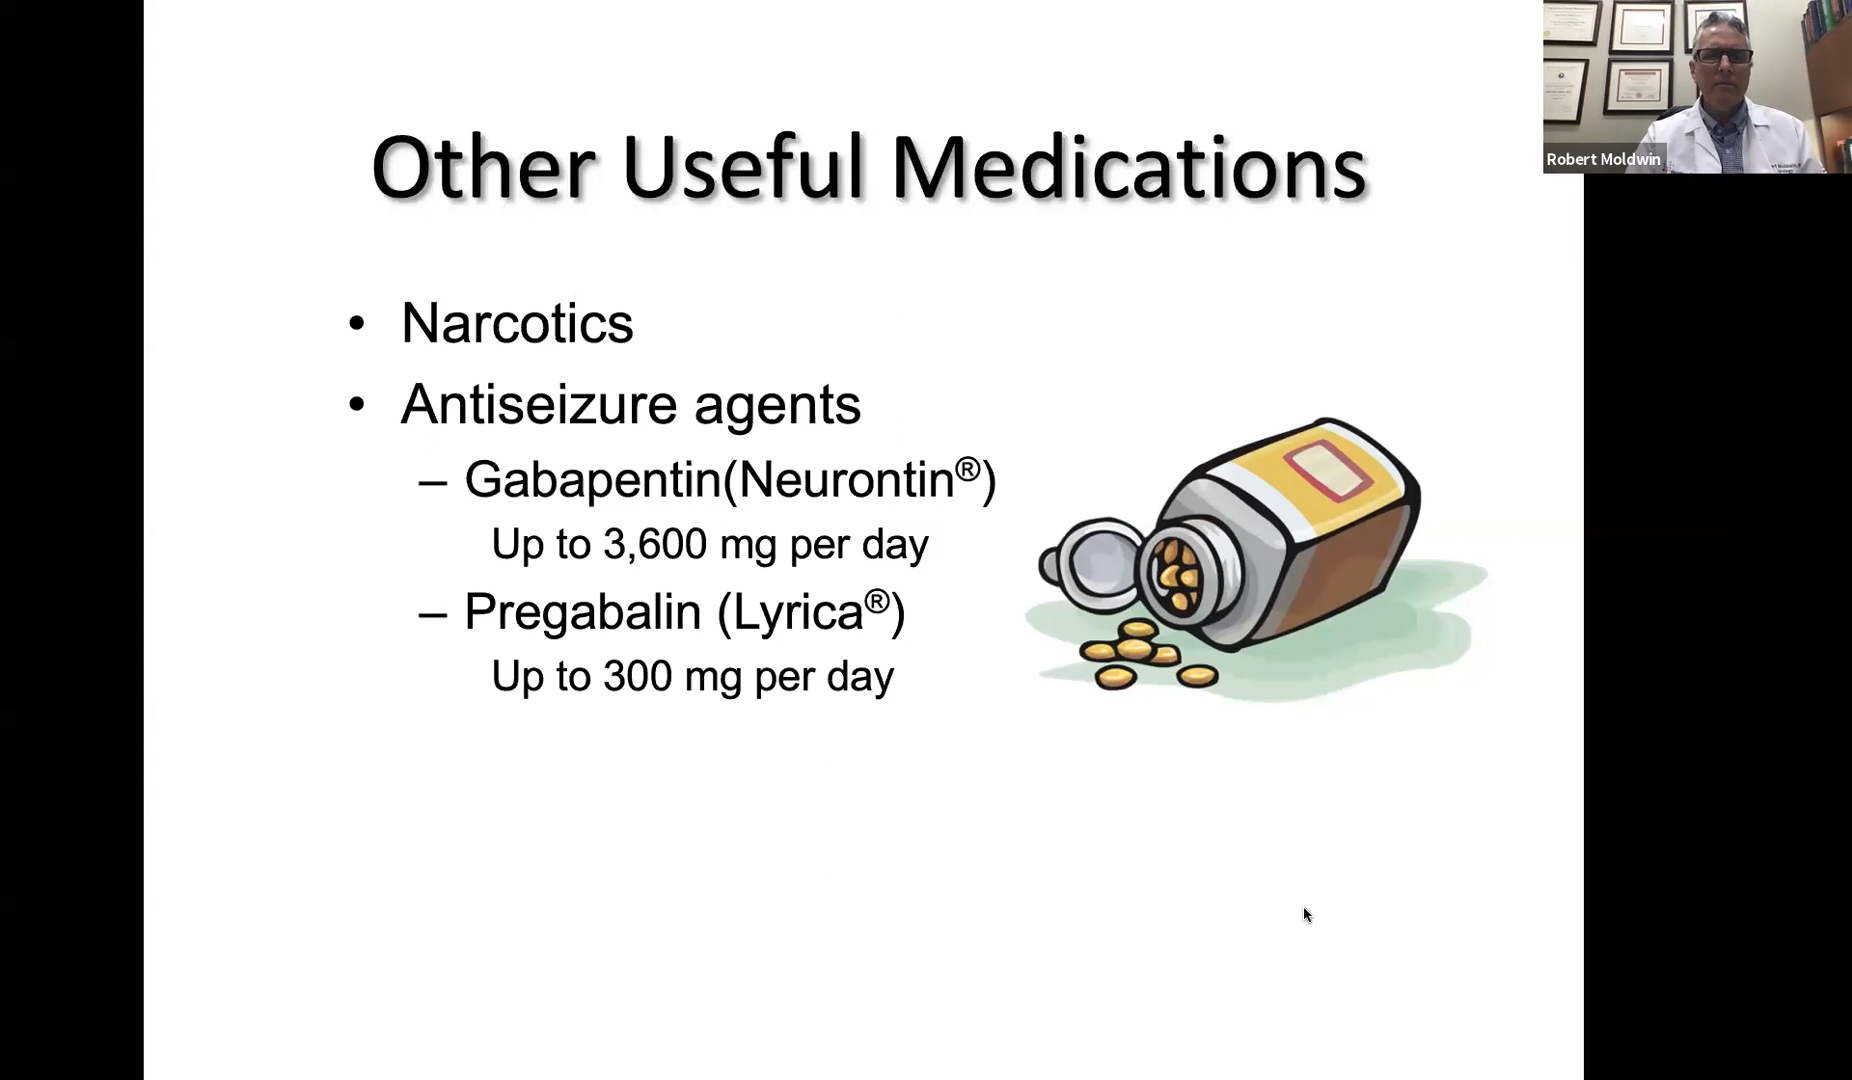 Other Useful Medications
• Narcotics
• Antiseizure agents
– Gabapentin(Neurontin®)
Up to 3,600 mg per day
– Pregabalin (Lyrica®)
Up to 300 mg per day
Robert Moldwin